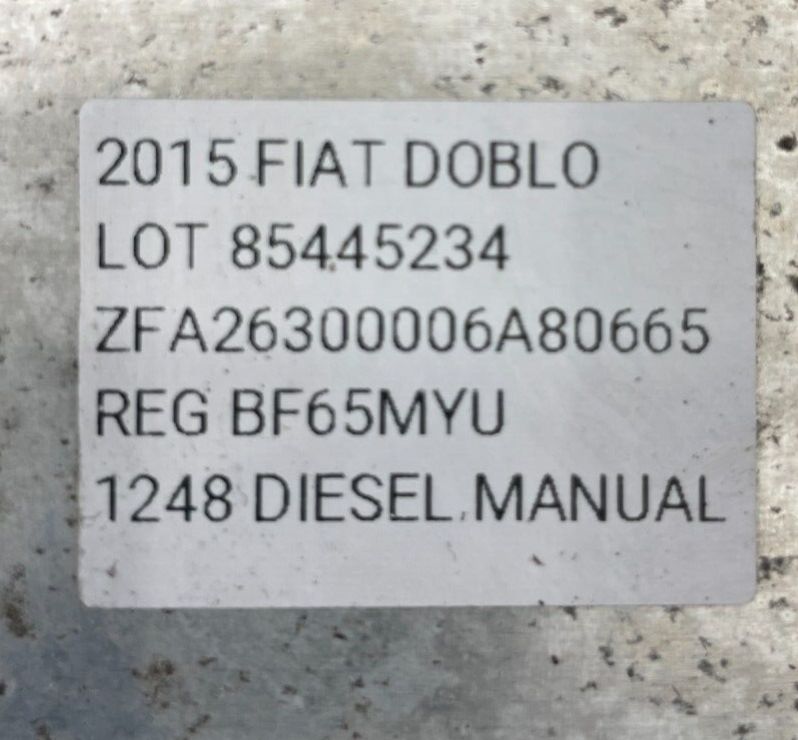 2015 FIAT DOBLO
LOT 85445234
ZFA26300006A80665
REG BF65MYU
1248 DIESEL MANUAL